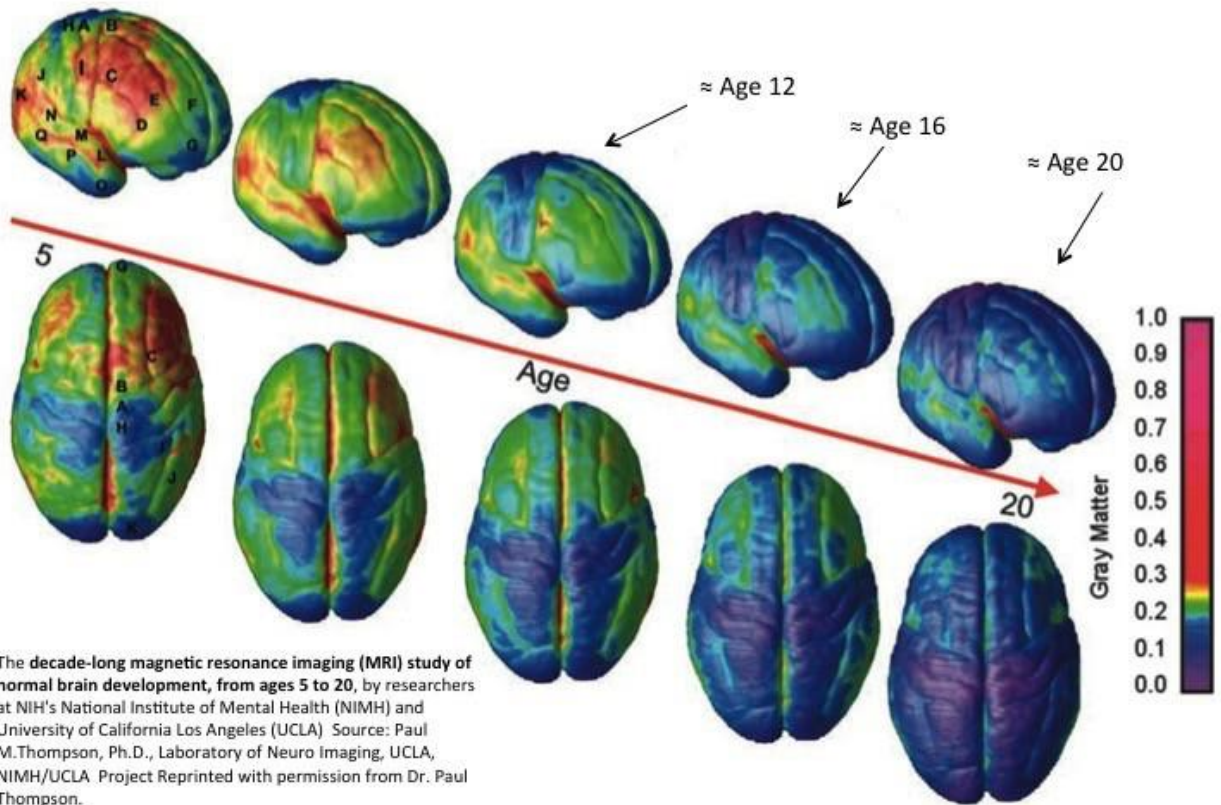 H A B
I
J
C
K
E
F
N
D
Q
M
G
P
L
O
≈ Age 12
≈ Age 16
≈ Age 20
5
Age
20
G
C
B
A
H
I
J
K
1.0
0.9
0.8
0.7
0.6
0.5
0.4
0.3
0.2
0.1
0.0
Gray Matter
The decade-long magnetic resonance imaging (MRI) study of
normal brain development, from ages 5 to 20, by researchers
at NIH's National Institute of Mental Health (NIMH) and
University of California Los Angeles (UCLA) Source: Paul
M.Thompson, Ph.D., Laboratory of Neuro Imaging, UCLA,
NIMH/UCLA Project Reprinted with permission from Dr. Paul
Thompson.